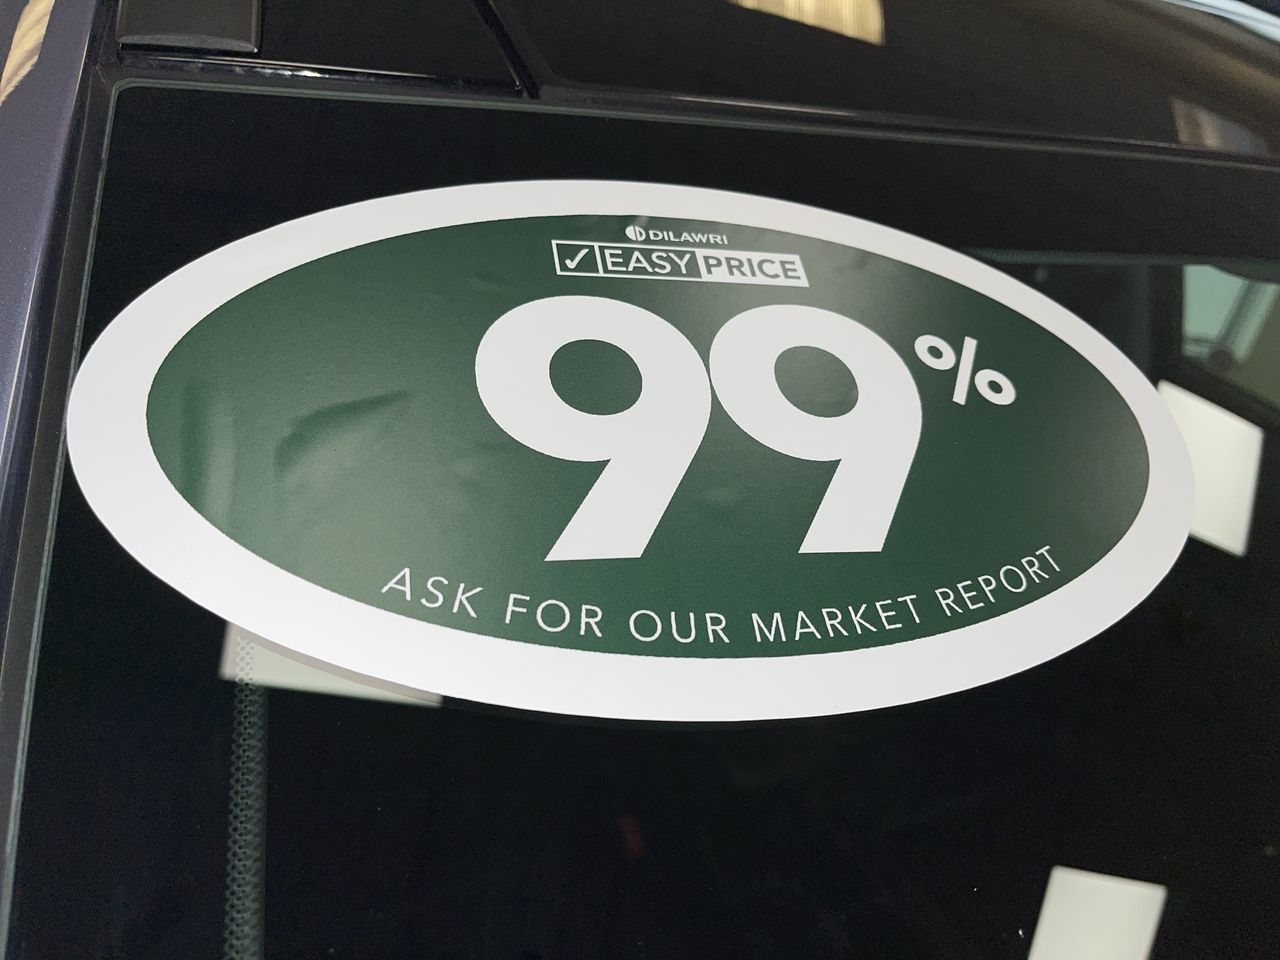 DILAWRI
✓ EASY PRICE
99%
ASK FOR OUR MARKET REPORT